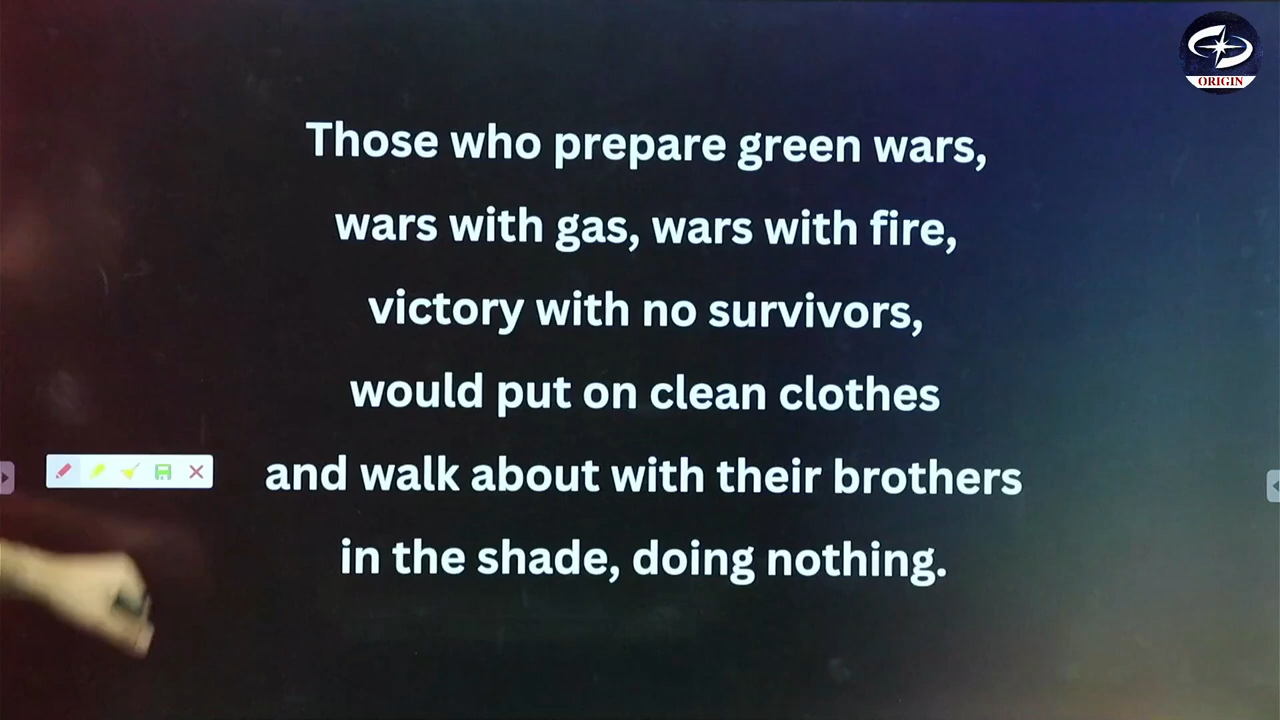 ORIGIN
Those who prepare green wars,
wars with gas, wars with fire,
victory with no survivors,
would put on clean clothes
and walk about with their brothers
in the shade, doing nothing.